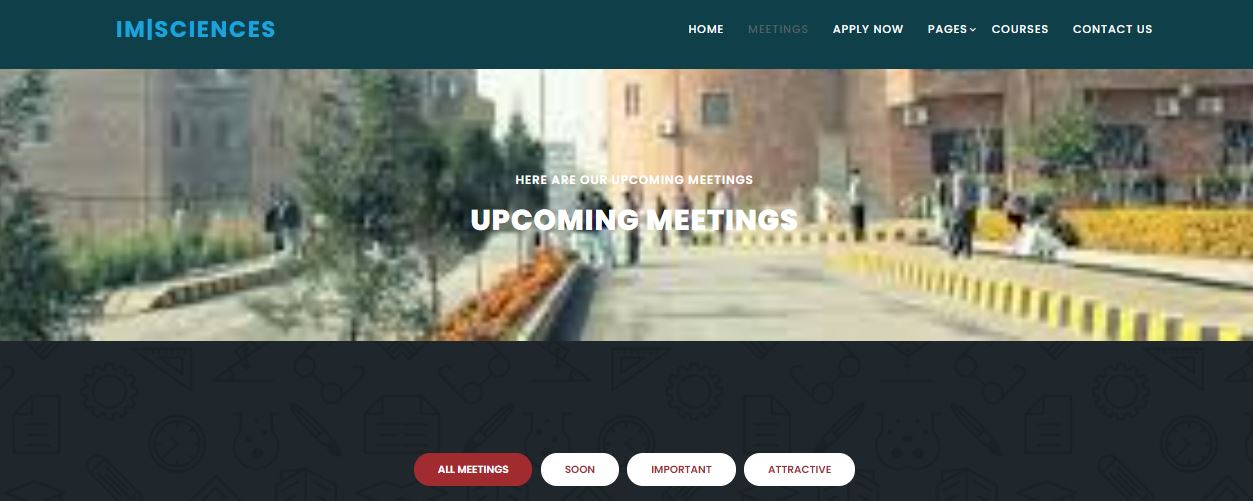 IM|SCIENCES
HOME MEETINGS APPLY NOW PAGES COURSES CONTACT US
HERE ARE OUR UPCOMING MEETINGS
UPCOMING MEETINGS
ALL MEETINGS SOON IMPORTANT ATTRACTIVE